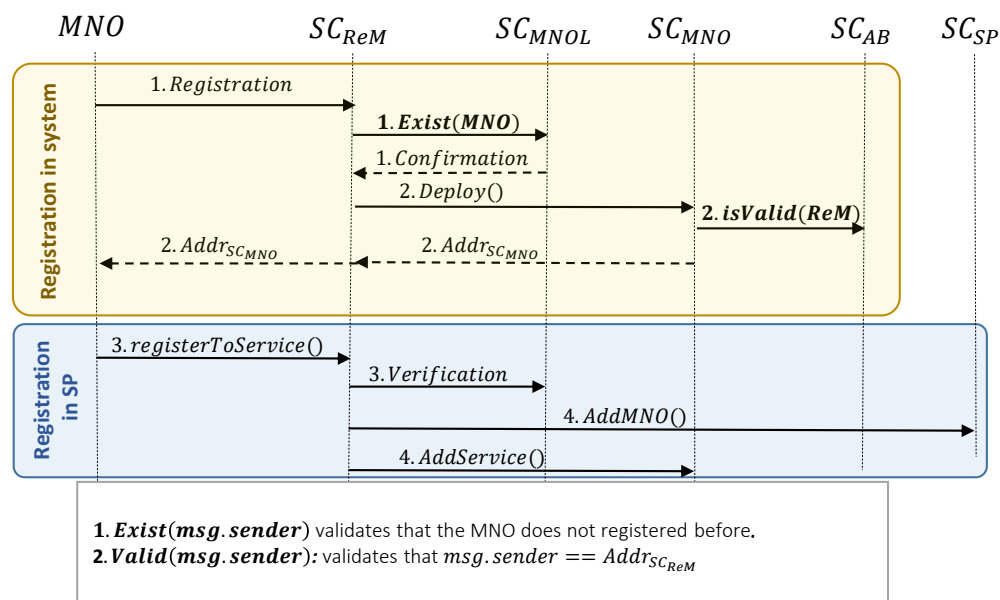 MNO SC_ReM SC_MNOL SC_MNO SC_AB SC_SP
Registration in system
1. Registration
1. Exist(MNO)
1. Confirmation
2. Deploy()
2. isValid(ReM)
2. Addr_SC_MNO 2. Addr_SC_MNO
Registration
in SP
3. registerToService()
3. Verification
4. AddMNO()
4. AddService()
1. Exist(msg.sender) validates that the MNO does not registered before.
2. Valid(msg.sender): validates that msg.sender == Addr_SC_ReM